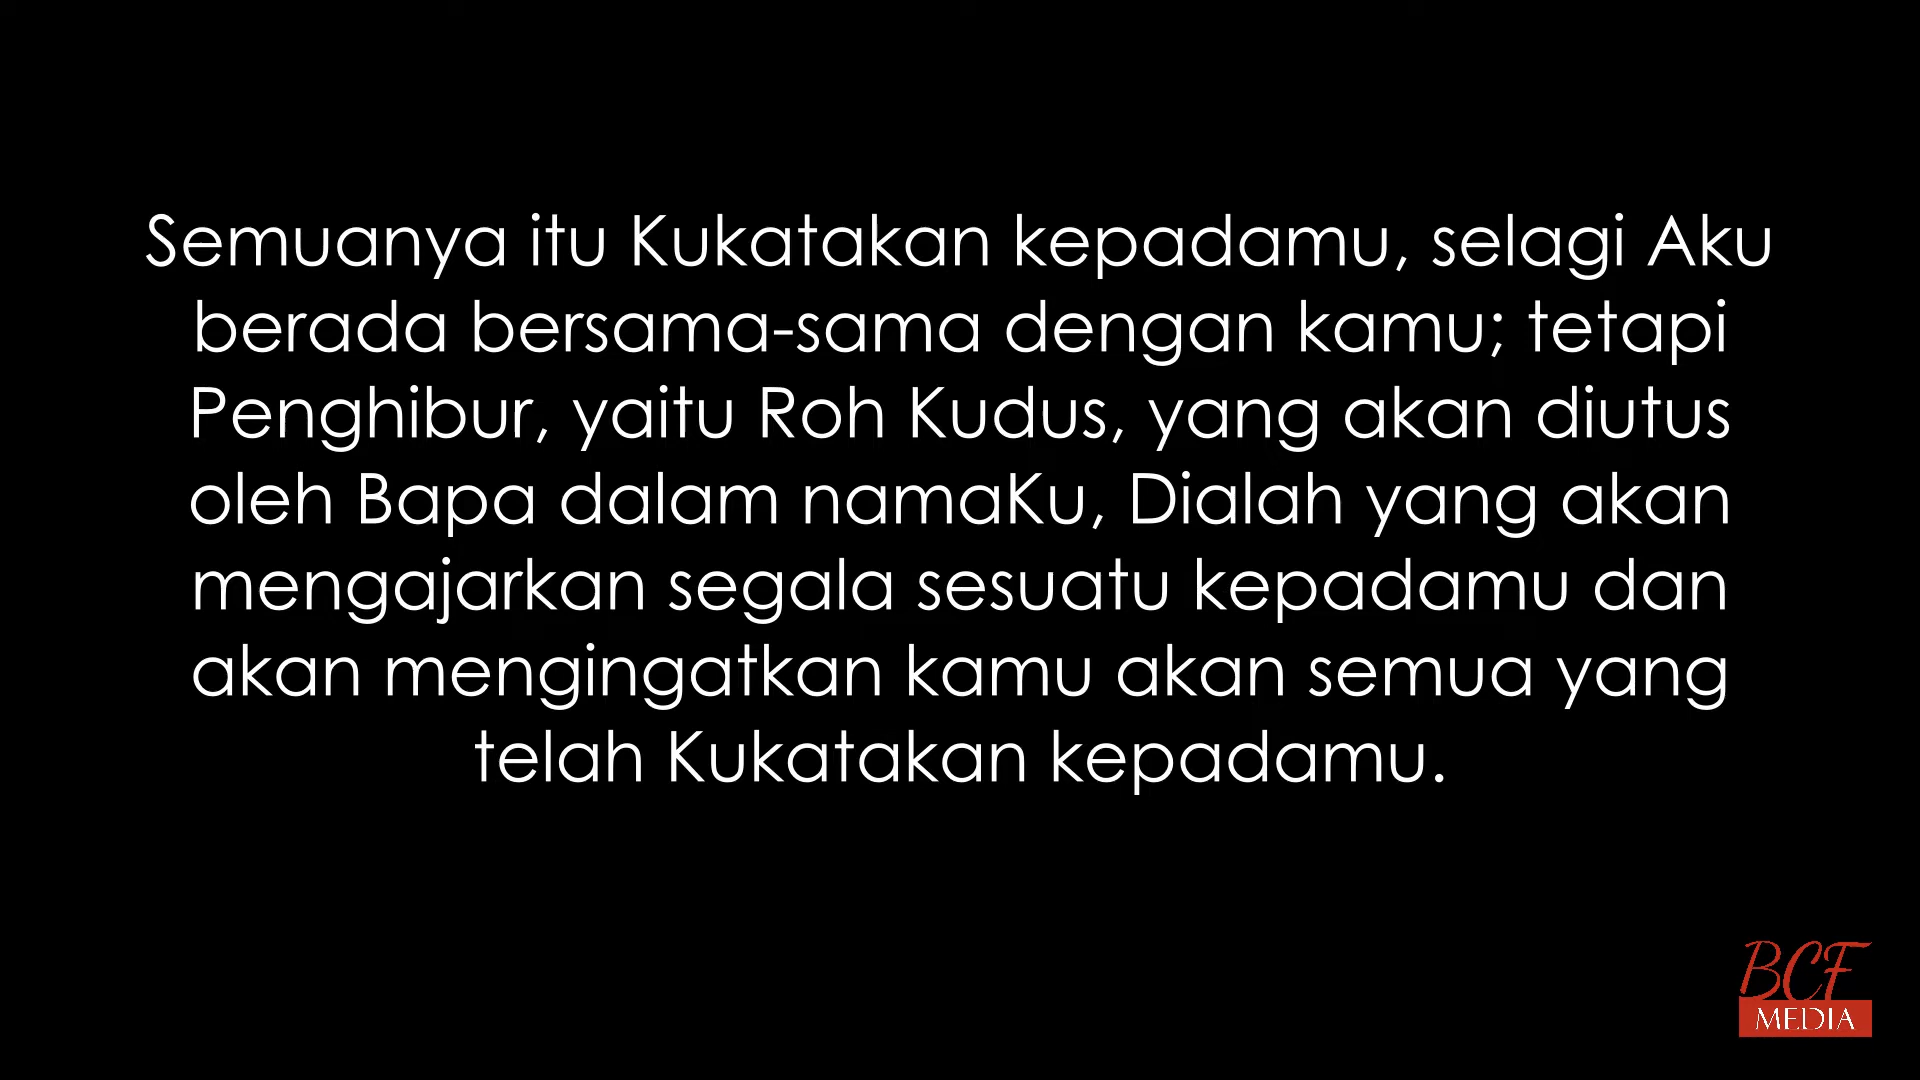 Semuanya itu Kukatakan kepadamu, selagi Aku
berada bersama-sama dengan kamu; tetapi
Penghibur, yaitu Roh Kudus, yang akan diutus
oleh Bapa dalam namaKu, Dialah yang akan
mengajarkan segala sesuatu kepadamu dan
akan mengingatkan kamu akan semua yang
telah Kukatakan kepadamu.
BCF
MEDIA